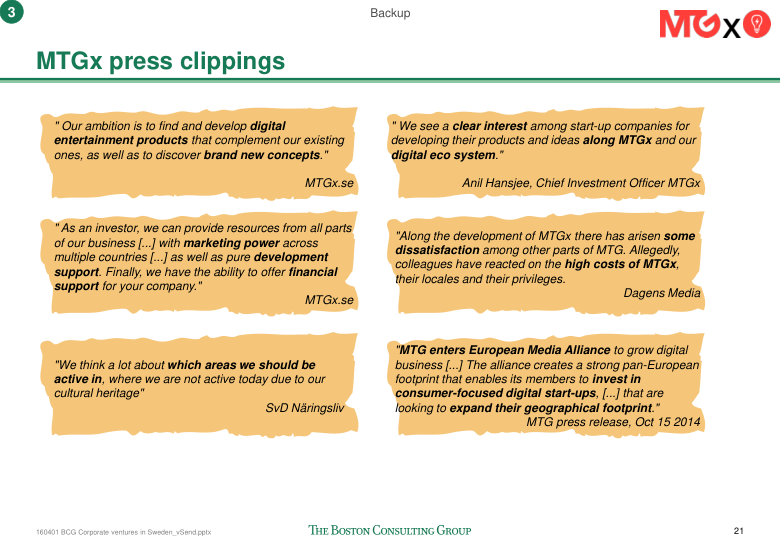 3
Backup
MTGx
MTGx press clippings
" Our ambition is to find and develop digital
entertainment products that complement our existing
ones, as well as to discover brand new concepts."
MTGx.se
" We see a clear interest among start-up companies for
developing their products and ideas along MTGx and our
digital eco system."
Anil Hansjee, Chief Investment Officer MTGx
" As an investor, we can provide resources from all parts
of our business [...] with marketing power across
multiple countries [...] as well as pure development
support. Finally, we have the ability to offer financial
support for your company."
MTGx.se
"Along the development of MTGx there has arisen some
dissatisfaction among other parts of MTG. Allegedly,
colleagues have reacted on the high costs of MTGx,
their locales and their privileges.
Dagens Media
"We think a lot about which areas we should be
active in, where we are not active today due to our
cultural heritage"
SvD Näringsliv
"MTG enters European Media Alliance to grow digital
business [...] The alliance creates a strong pan-European
footprint that enables its members to invest in
consumer-focused digital start-ups, [...] that are
looking to expand their geographical footprint."
MTG press release, Oct 15 2014
160401 BCG Corporate ventures in Sweden_vSend.pptx
THE BOSTON CONSULTING GROUP
21